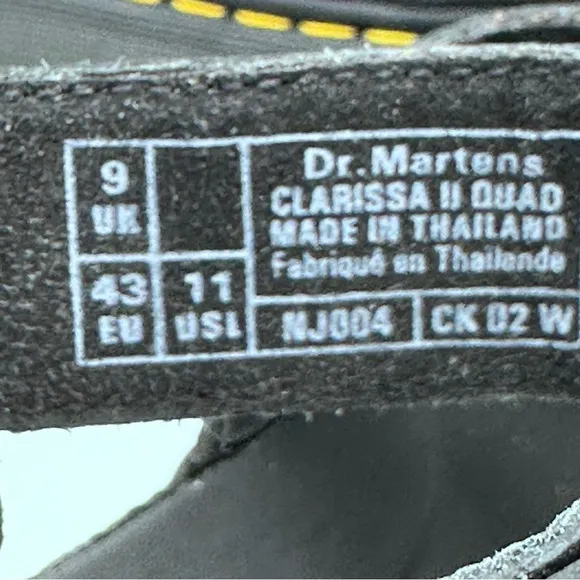 9
UK
43
EU
11
USL
Dr.Martens
CLARISSA II QUAD
MADE IN THAILAND
Fabriqué en Thaïlande
NJ004
CK 02 W